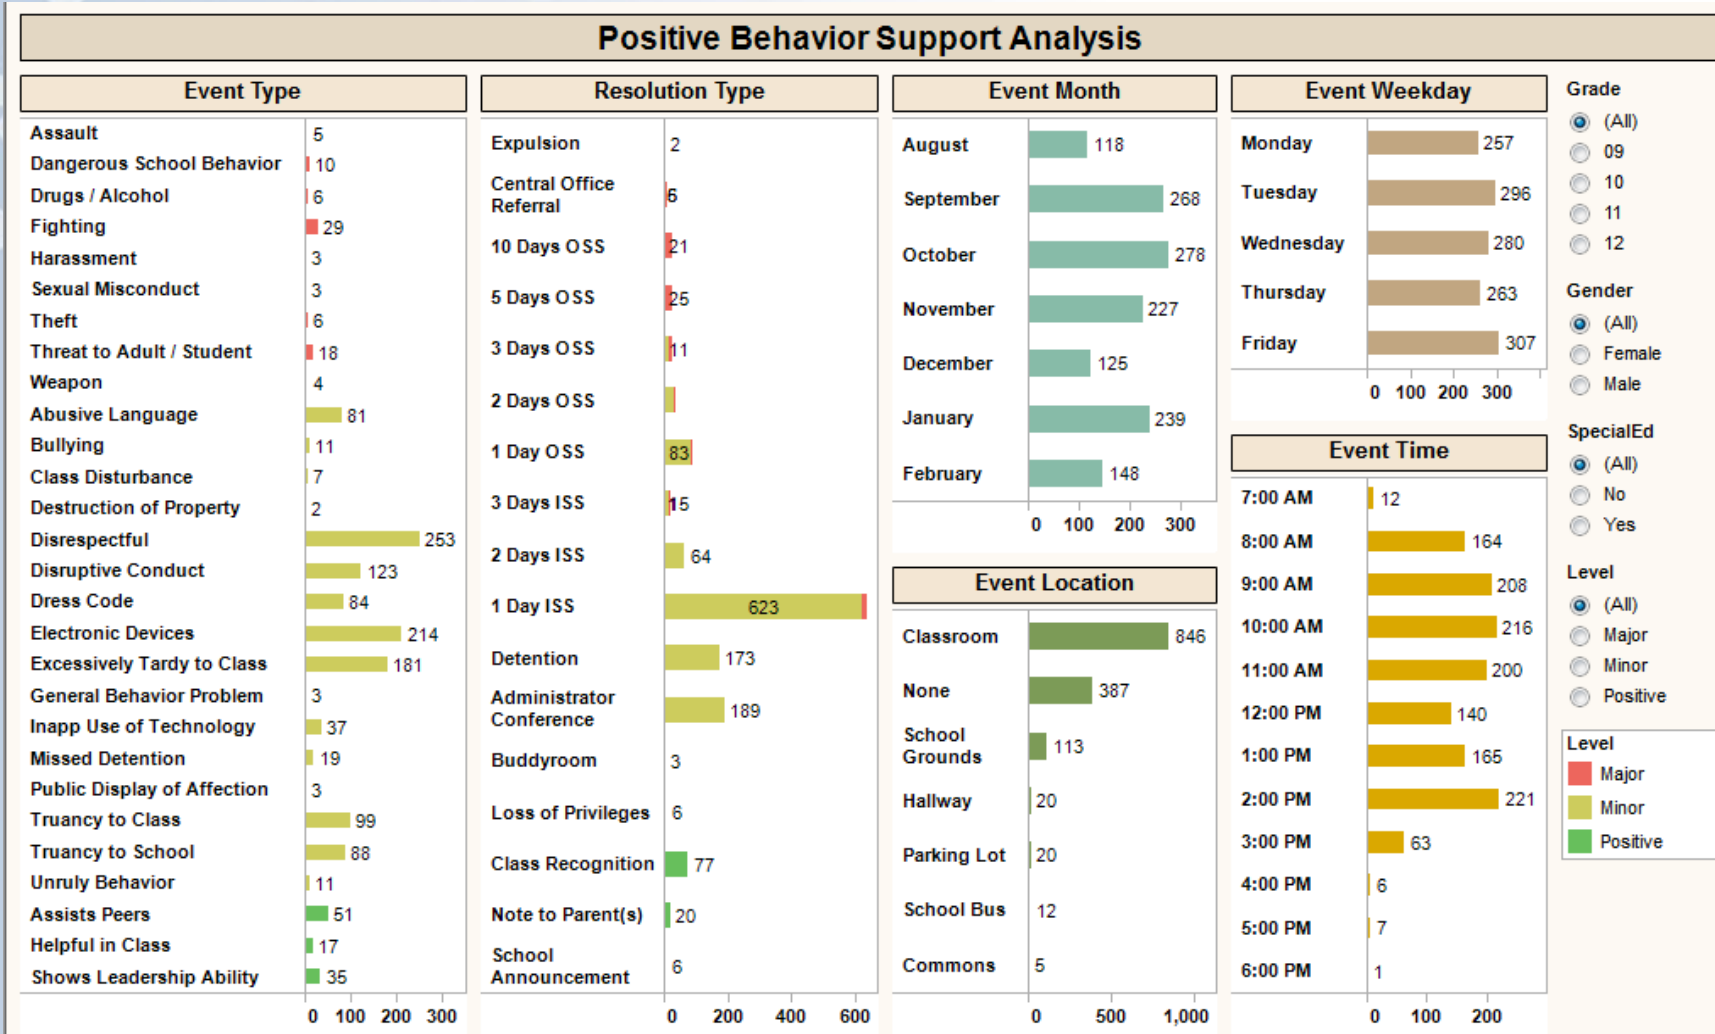 Positive Behavior Support Analysis
Event Type
Assault 5
Dangerous School Behavior 10
Drugs / Alcohol 6
Fighting 29
Harassment 3
Sexual Misconduct 3
Theft 6
Threat to Adult / Student 18
Weapon 4
Abusive Language 81
Bullying 11
Class Disturbance 7
Destruction of Property 2
Disrespectful 253
Disruptive Conduct 123
Dress Code 84
Electronic Devices 214
Excessively Tardy to Class 181
General Behavior Problem 3
Inapp Use of Technology 37
Missed Detention 19
Public Display of Affection 3
Truancy to Class 99
Truancy to School 88
Unruly Behavior 11
Assists Peers 51
Helpful in Class 17
Shows Leadership Ability 35
0 100 200 300
Resolution Type
Expulsion 2
Central Office
Referral
10 Days OSS 21
5 Days OSS 25
3 Days OSS 11
2 Days OSS
1 Day OSS 83
3 Days ISS 15
2 Days ISS 64
1 Day ISS 623
Detention 173
Administrator
Conference 189
Buddyroom 3
Loss of Privileges 6
Class Recognition 77
Note to Parent(s) 20
School
Announcement 6
0 200 400 600
Event Month
August 118
September 268
October 278
November 227
December 125
January 239
February 148
0 100 200 300
Event Location
Classroom 846
None 387
School
Grounds 113
Hallway 20
Parking Lot 20
School Bus 12
Commons 5
0 500 1,000
Event Weekday
Monday 257
Tuesday 296
Wednesday 280
Thursday 263
Friday 307
0 100 200 300
Event Time
7:00 AM 12
8:00 AM 164
9:00 AM 208
10:00 AM 216
11:00 AM 200
12:00 PM 140
1:00 PM 165
2:00 PM 221
3:00 PM 63
4:00 PM 6
5:00 PM 7
6:00 PM 1
0 100 200
Grade
(All)
09
10
11
12
Gender
(All)
Female
Male
SpecialEd
(All)
No
Yes
Level
(All)
Major
Minor
Positive
Level
Major
Minor
Positive